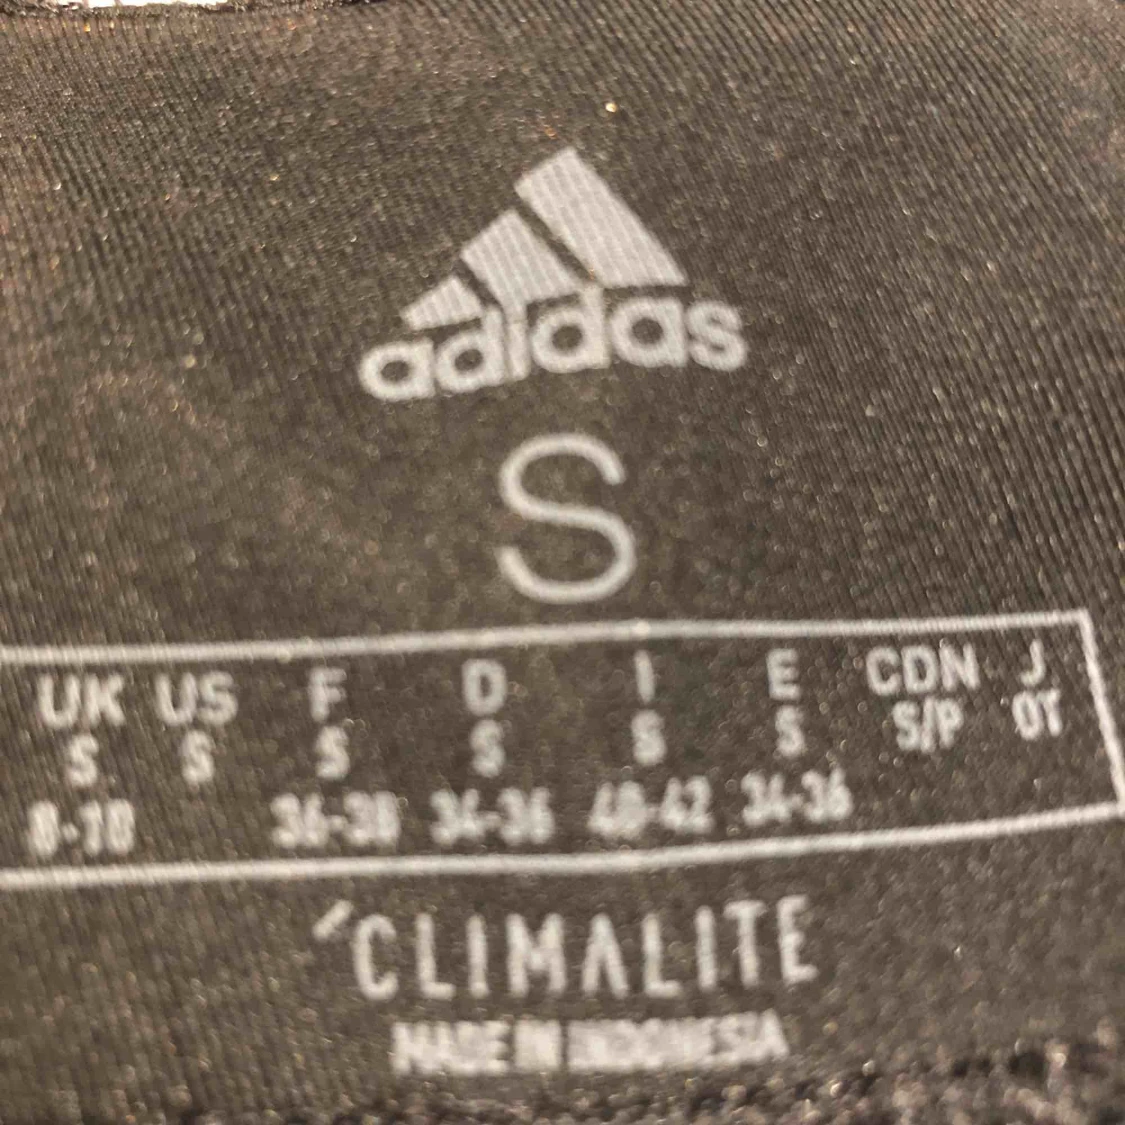 adidas
S
UK US F D I E CDN J
S S S S S S S/P OT
8-10 36-38 34-36 40-42 34-36
CLIMALITE
MADE IN INDONESIA